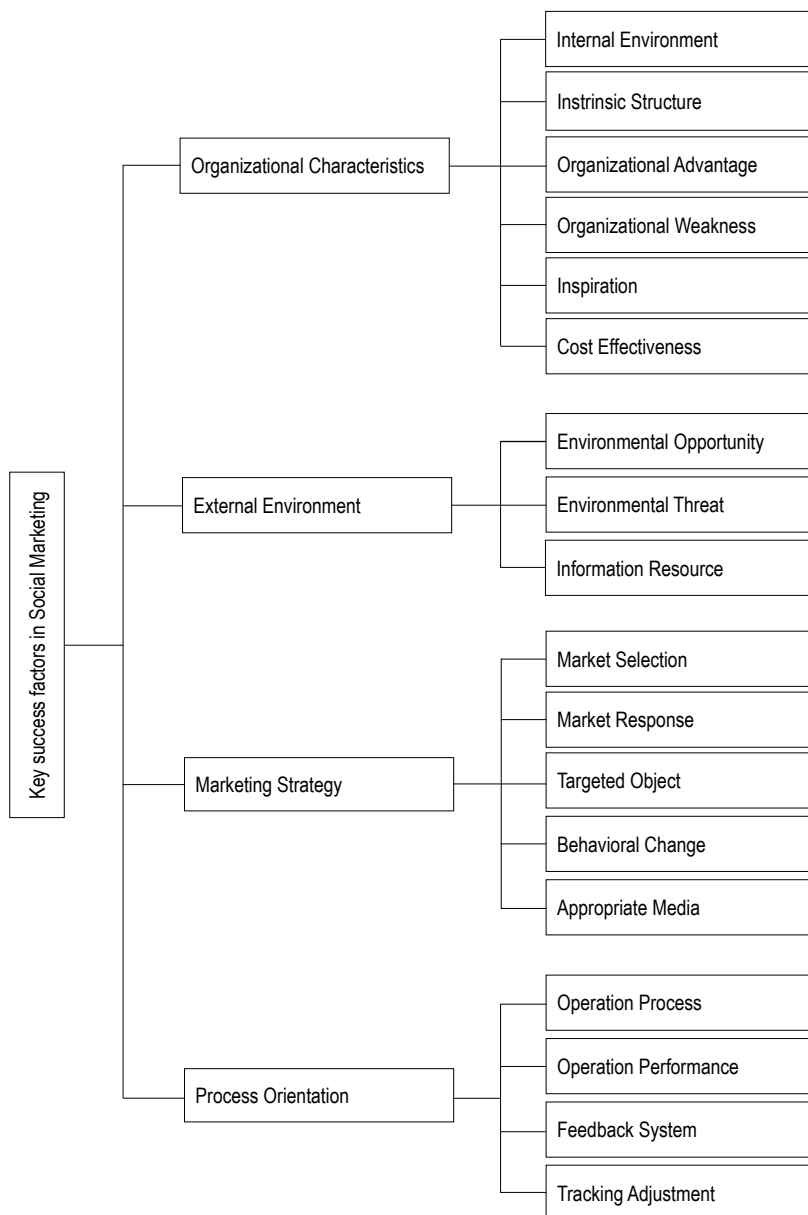 Key success factors in Social Marketing
Organizational Characteristics
Internal Environment
Instrinsic Structure
Organizational Advantage
Organizational Weakness
Inspiration
Cost Effectiveness
External Environment
Environmental Opportunity
Environmental Threat
Information Resource
Marketing Strategy
Market Selection
Market Response
Targeted Object
Behavioral Change
Appropriate Media
Process Orientation
Operation Process
Operation Performance
Feedback System
Tracking Adjustment